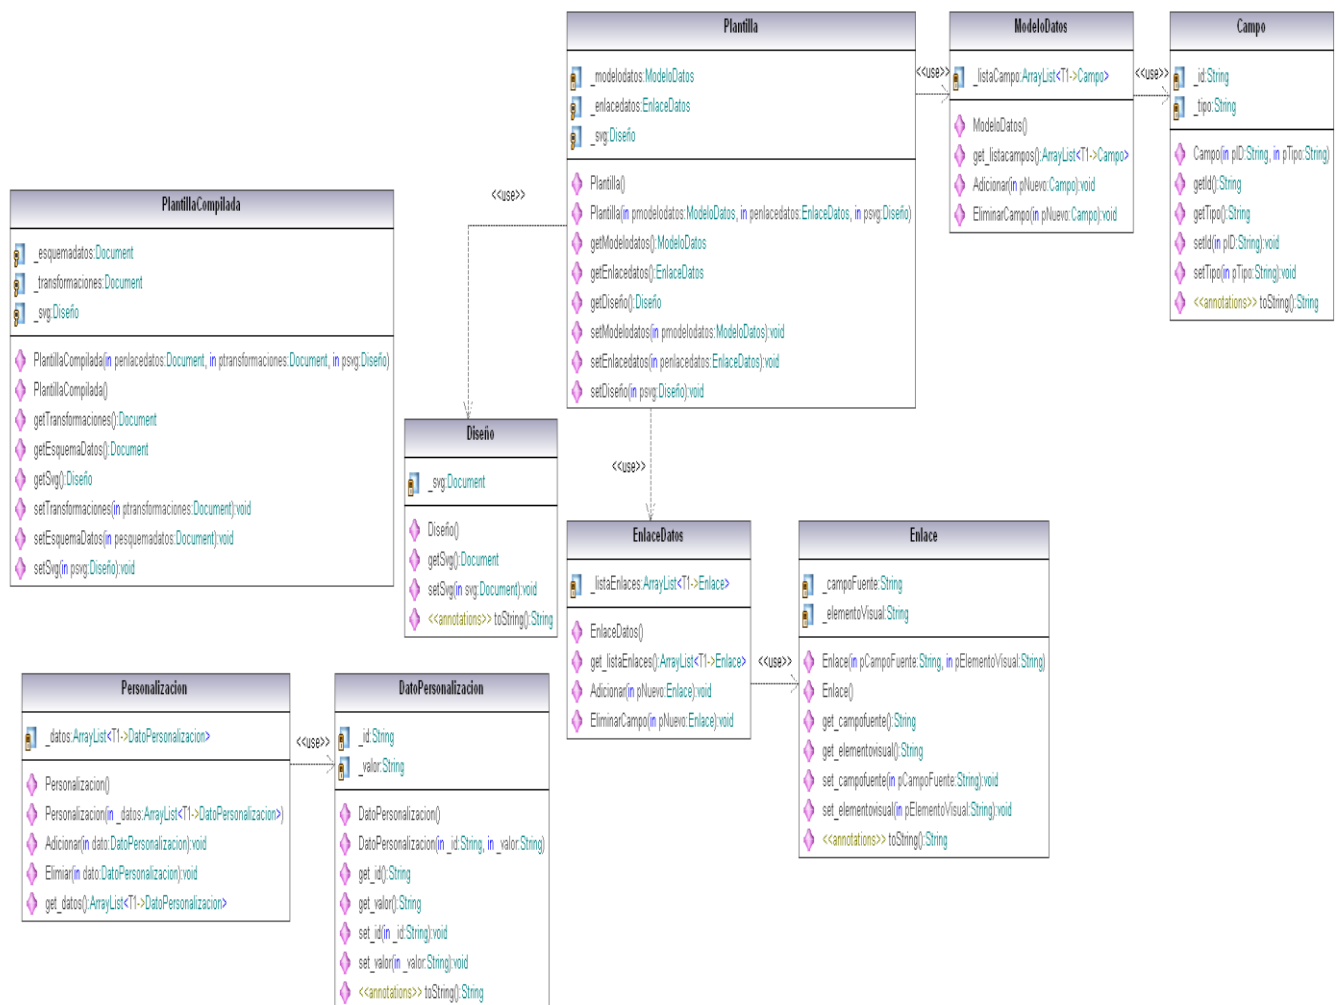 Plantilla
_modelodatos:ModeloDatos
_enlacedatos:EnlaceDatos
_svg:Diseño
Plantilla()
Plantilla(in pmodelodatos:ModeloDatos, in penlacedatos:EnlaceDatos, in psvg:Diseño)
getModelodatos():ModeloDatos
getEnlacedatos():EnlaceDatos
getDiseño():Diseño
setModelodatos(in pmodelodatos:ModeloDatos):void
setEnlacedatos(in penlacedatos:EnlaceDatos):void
setDiseño(in psvg:Diseño):void
<<use>>
ModeloDatos
_listaCampo:ArrayList<T1->Campo>
ModeloDatos()
get_listacampos():ArrayList<T1->Campo>
Adicionar(in pNuevo:Campo):void
EliminarCampo(in pNuevo:Campo):void
<<use>>
Campo
_id:String
_tipo:String
Campo(in pID:String, in pTipo:String)
getId():String
getTipo():String
setId(in pID:String):void
setTipo(in pTipo:String):void
<<annotations>> toString():String
<<use>>
PlantillaCompilada
_esquemadatos:Document
_transformaciones:Document
_svg:Diseño
PlantillaCompilada(in penlacedatos:Document, in ptransformaciones:Document, in psvg:Diseño)
PlantillaCompilada()
getTransformaciones():Document
getEsquemaDatos():Document
getSvg():Diseño
setTransformaciones(in ptransformaciones:Document):void
setEsquemaDatos(in pesquemadatos:Document):void
setSvg(in psvg:Diseño):void
Diseño
_svg:Document
Diseño()
getSvg():Document
setSvg(in svg:Document):void
<<annotations>> toString():String
<<use>>
EnlaceDatos
_listaEnlaces:ArrayList<T1->Enlace>
EnlaceDatos()
get_listaEnlaces():ArrayList<T1->Enlace>
Adicionar(in pNuevo:Enlace):void
EliminarCampo(in pNuevo:Enlace):void
<<use>>
Enlace
_campoFuente:String
_elementoVisual:String
Enlace(in pCampoFuente:String, in pElementoVisual:String)
Enlace()
get_campofuente():String
get_elementovisual():String
set_campofuente(in pCampoFuente:String):void
set_elementovisual(in pElementoVisual:String):void
<<annotations>> toString():String
Personalizacion
_datos:ArrayList<T1->DatoPersonalizacion>
Personalizacion()
Personalizacion(in _datos:ArrayList<T1->DatoPersonalizacion>)
Adicionar(in dato:DatoPersonalizacion):void
Elimiar(in dato:DatoPersonalizacion):void
get_datos():ArrayList<T1->DatoPersonalizacion>
<<use>>
DatoPersonalizacion
_id:String
_valor:String
DatoPersonalizacion()
DatoPersonalizacion(in _id:String, in _valor:String)
get_id():String
get_valor():String
set_id(in _id:String):void
set_valor(in _valor:String):void
<<annotations>> toString():String